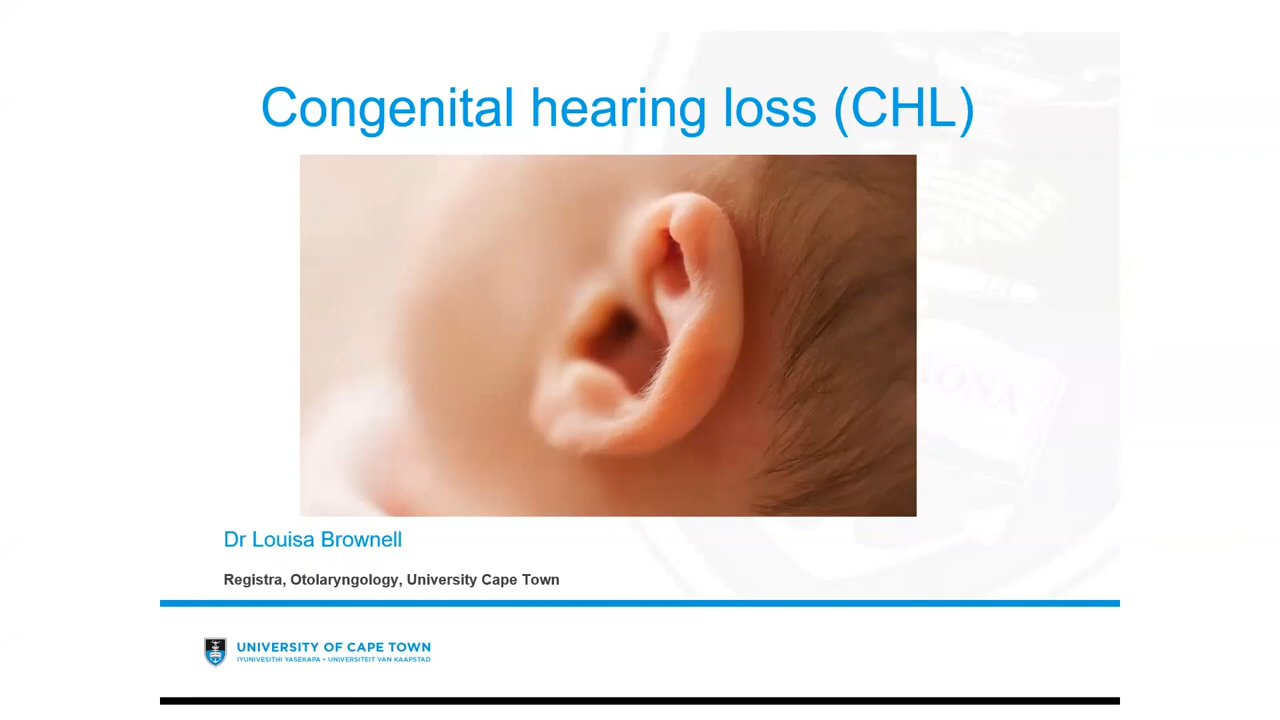 Congenital hearing loss (CHL)
Dr Louisa Brownell
Registra, Otolaryngology, University Cape Town
UNIVERSITY OF CAPE TOWN
IYUNIVESITHI YASEKAPA • UNIVERSITEIT VAN KAAPSTAD